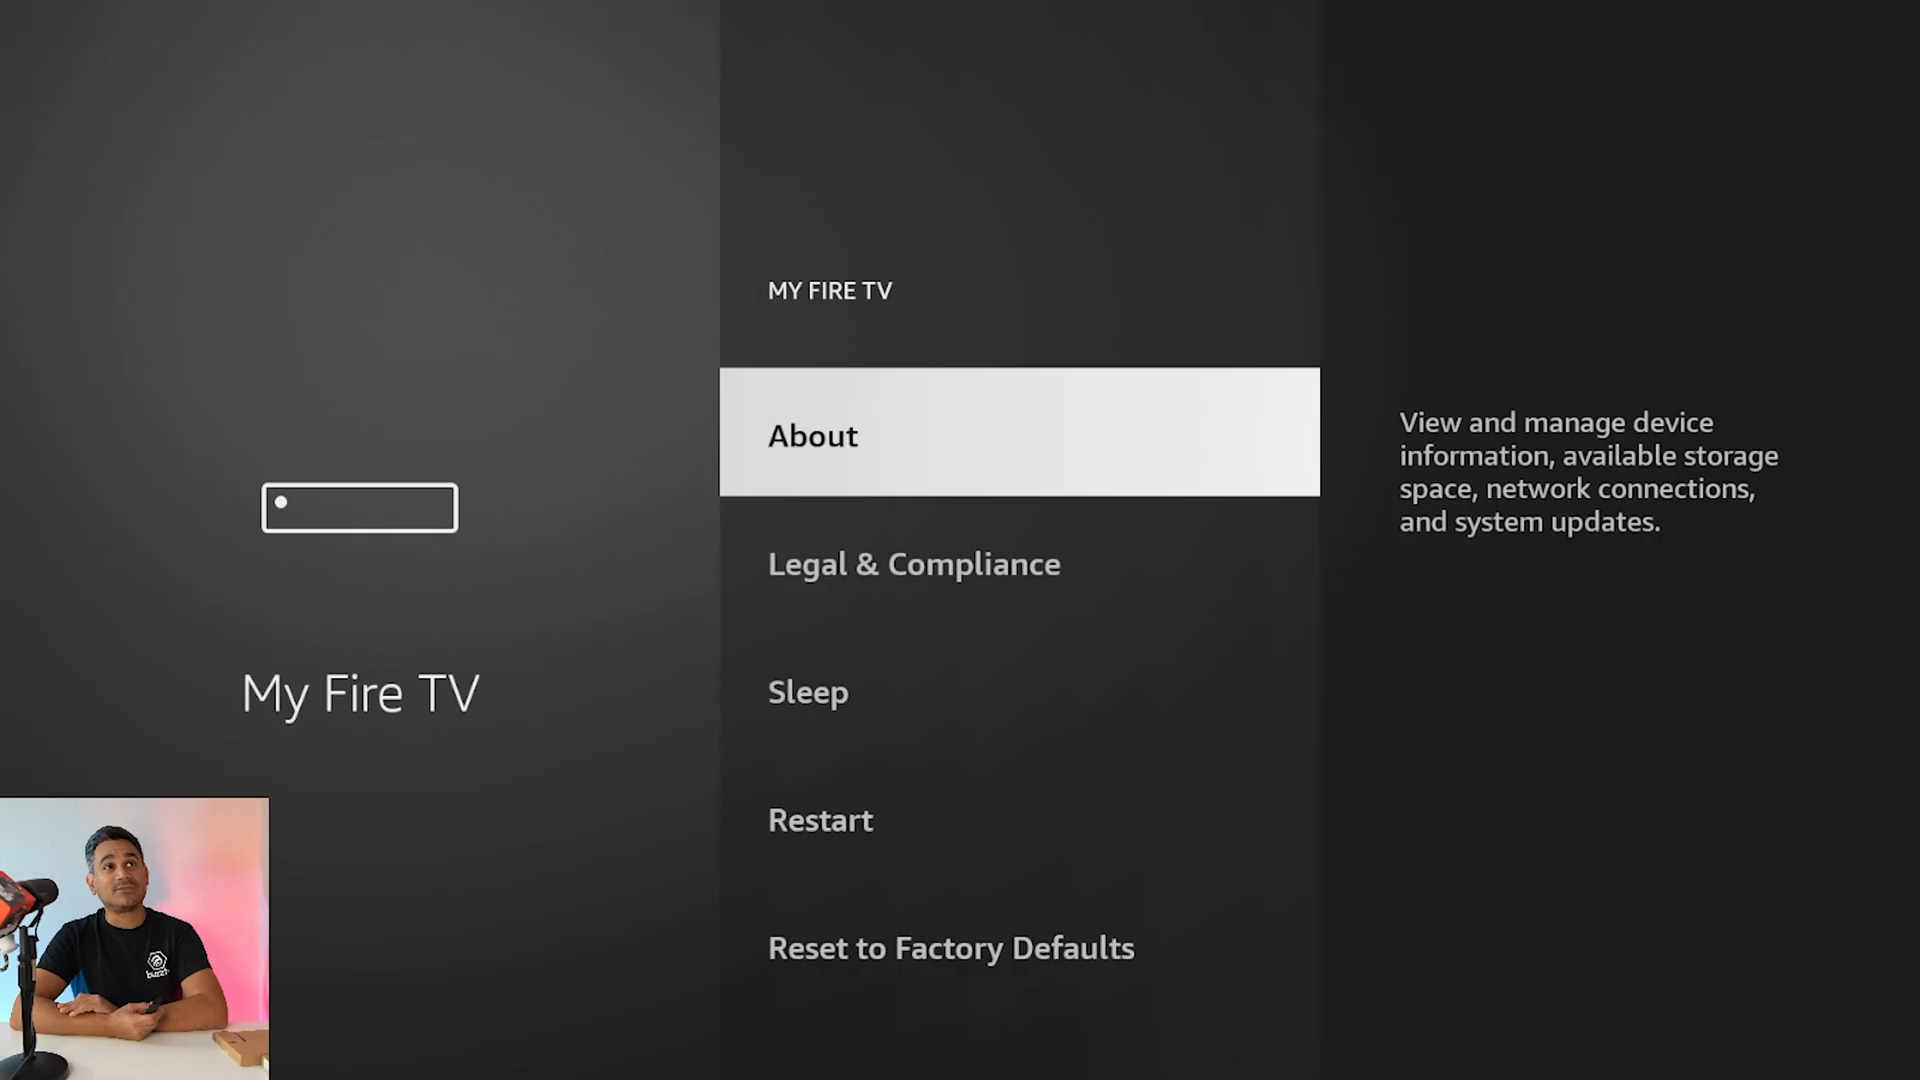 MY FIRE TV
About
Legal & Compliance
Sleep
Restart
Reset to Factory Defaults
View and manage device
information, available storage
space, network connections,
and system updates.
My Fire TV